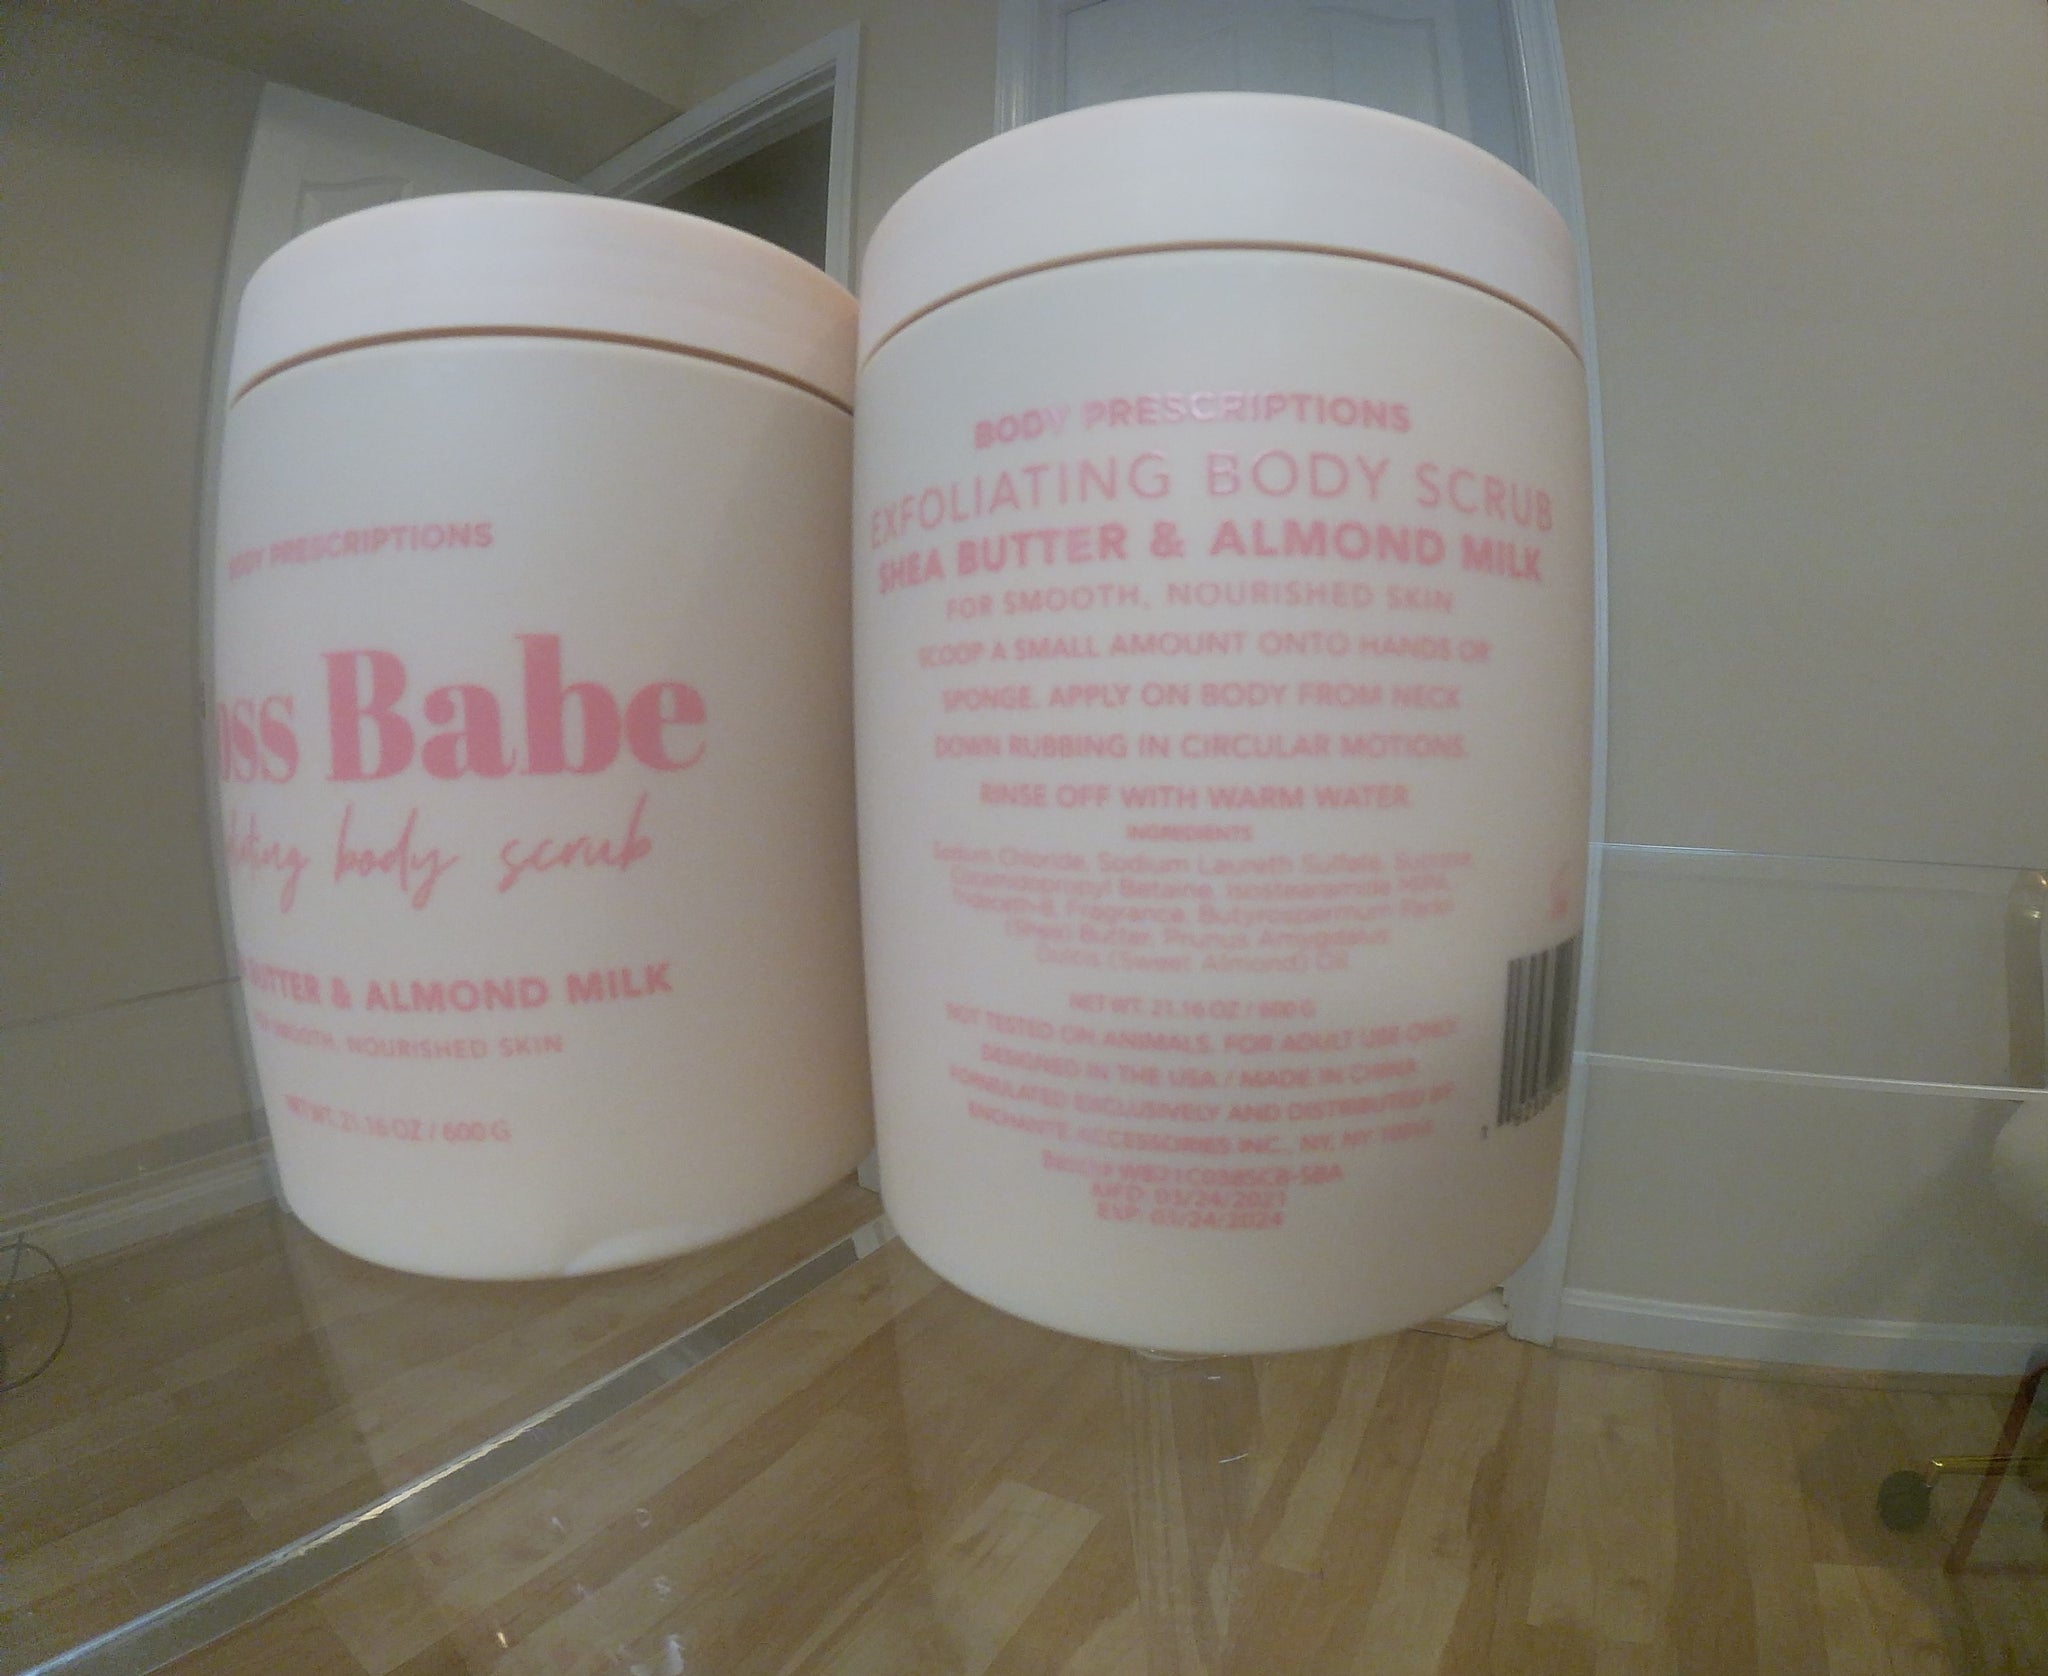 BODY PRESCRIPTIONS
oss Babe
body scrub
BUTTER & ALMOND MILK
SMOOTH, NOURISHED SKIN
NET WT. 21.16 OZ / 600 G
BODY PRESCRIPTIONS
EXFOLIATING BODY SCRUB
SHEA BUTTER & ALMOND MILK
FOR SMOOTH, NOURISHED SKIN
SCOOP A SMALL AMOUNT ONTO HANDS OR
SPONGE. APPLY ON BODY FROM NECK
DOWN RUBBING IN CIRCULAR MOTIONS.
RINSE OFF WITH WARM WATER.
INGREDIENTS
Sodium Chloride, Sodium Laureth Sulfate, Sucrose,
Cocamidopropyl Betaine, Isostearamide MIPA,
Fragrance, Butyrospermum Parkii
(Shea) Butter, Prunus Amygdalus
Dulcis (Sweet Almond) Oil
NET WT. 21.16 OZ / 600 G
NOT TESTED ON ANIMALS. FOR ADULT USE ONLY.
DESIGNED IN THE USA / MADE IN CHINA
FORMULATED EXCLUSIVELY AND DISTRIBUTED BY:
ENCHANTE ACCESSORIES INC., NY, NY
MFD: 03/24/2021
EXP: 03/24/2024